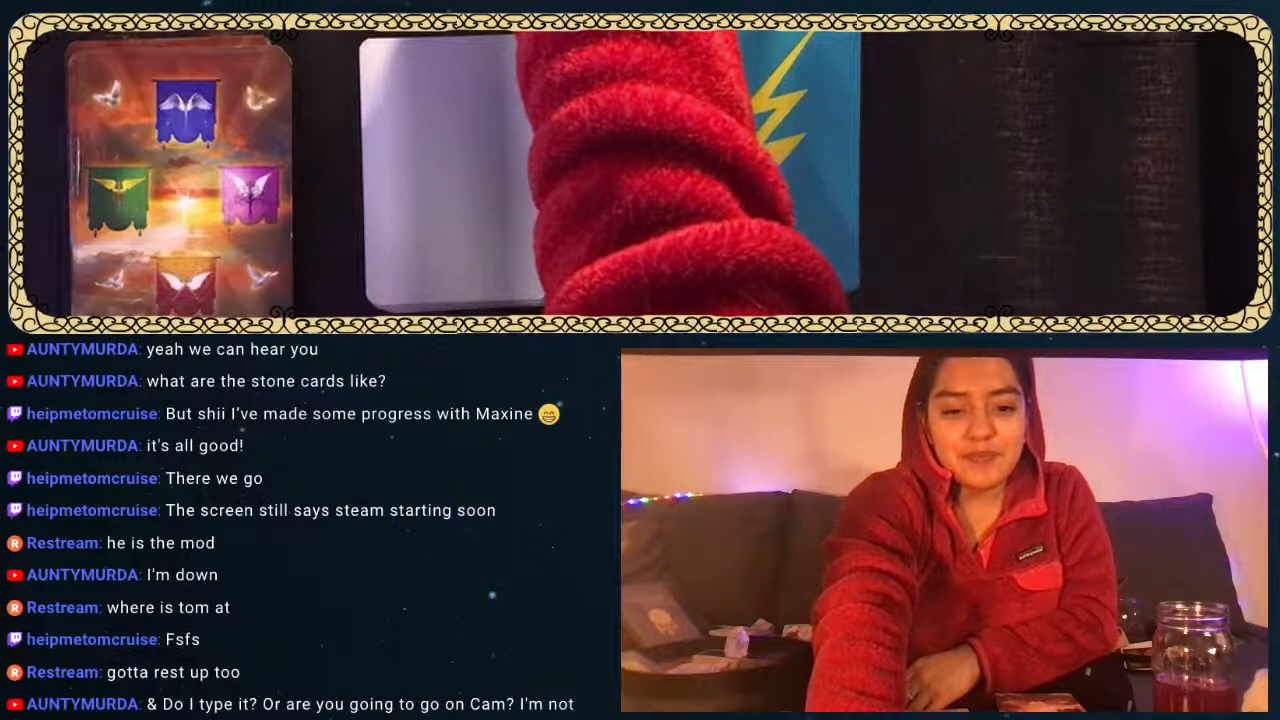 AUNTYMURDA: yeah we can hear you
AUNTYMURDA: what are the stone cards like?
heipmetomcruise: But shii I've made some progress with Maxine 😄
AUNTYMURDA: it's all good!
heipmetomcruise: There we go
heipmetomcruise: The screen still says steam starting soon
Restream: he is the mod
AUNTYMURDA: I'm down
Restream: where is tom at
heipmetomcruise: Fsfs
Restream: gotta rest up too
AUNTYMURDA: & Do I type it? Or are you going to go on Cam? I'm not